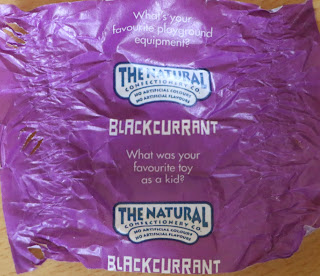 What's your
favourite playground
equipment?
THE NATURAL
CONFECTIONERY CO.
NO ARTIFICIAL COLOURS
NO ARTIFICIAL FLAVOURS
BLACKCURRANT
What was your
favourite toy
as a kid?
THE NATURAL
CONFECTIONERY CO.
NO ARTIFICIAL COLOURS
NO ARTIFICIAL FLAVOURS
BLACKCURRANT